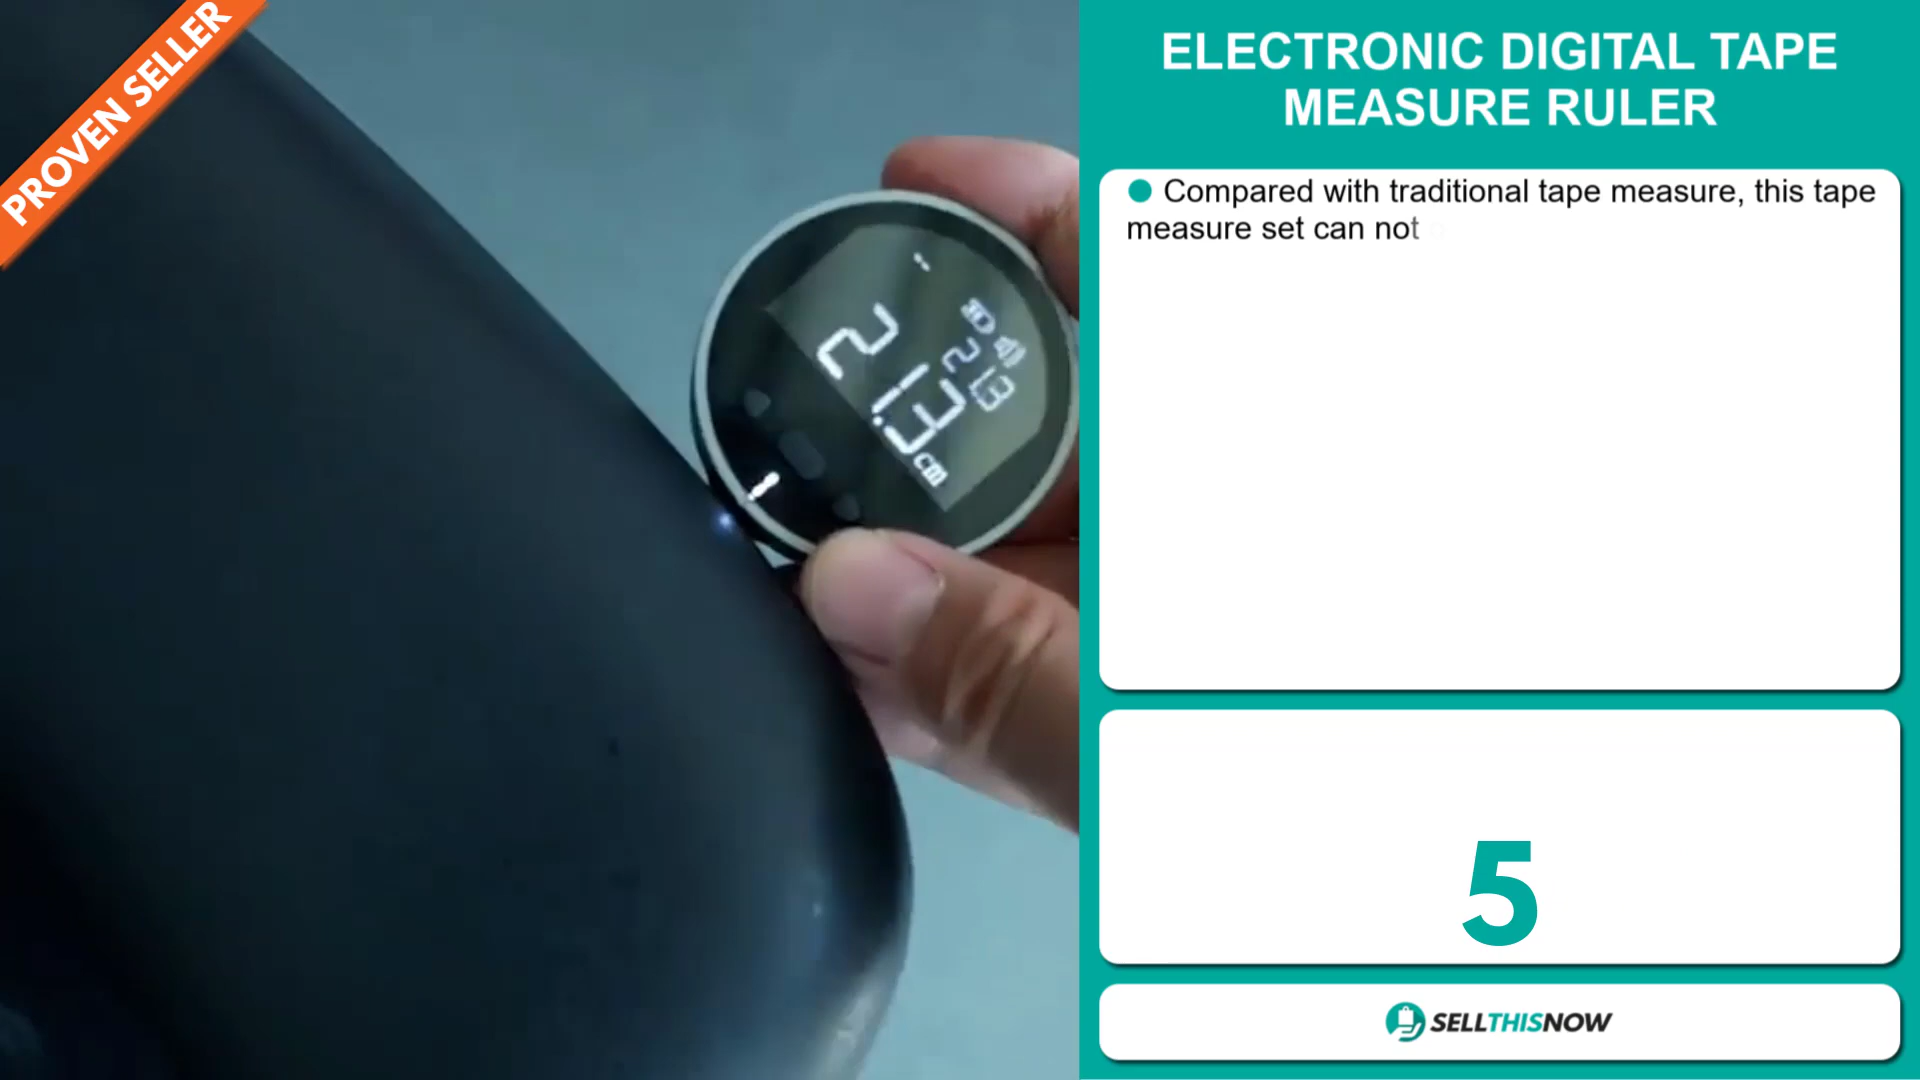 PROVEN SELLER
ELECTRONIC DIGITAL TAPE
MEASURE RULER
● Compared with traditional tape measure, this tape
measure set can not
5
SELLTHISNOW
cm